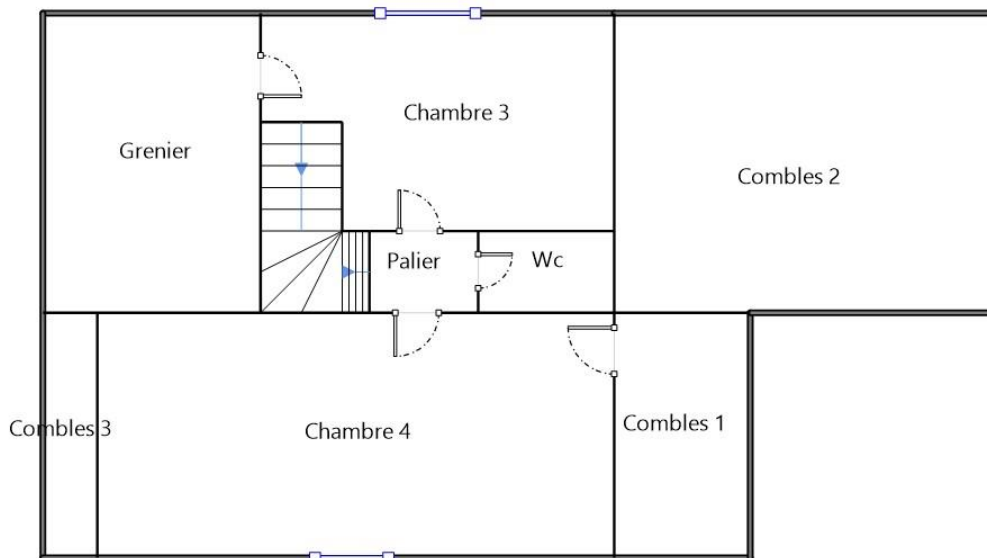 Chambre 3
Grenier
Combles 2
Palier
Wc
Combles 3
Chambre 4
Combles 1